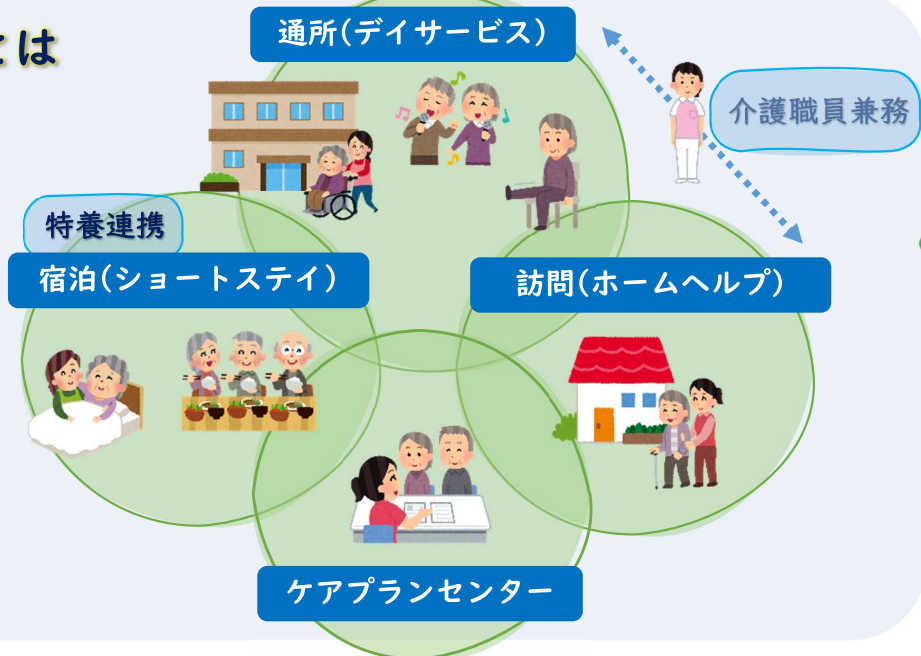 とは
通所(デイサービス)
介護職員兼務
特養連携
宿泊(ショートステイ)
訪問(ホームヘルプ)
ケアプランセンター